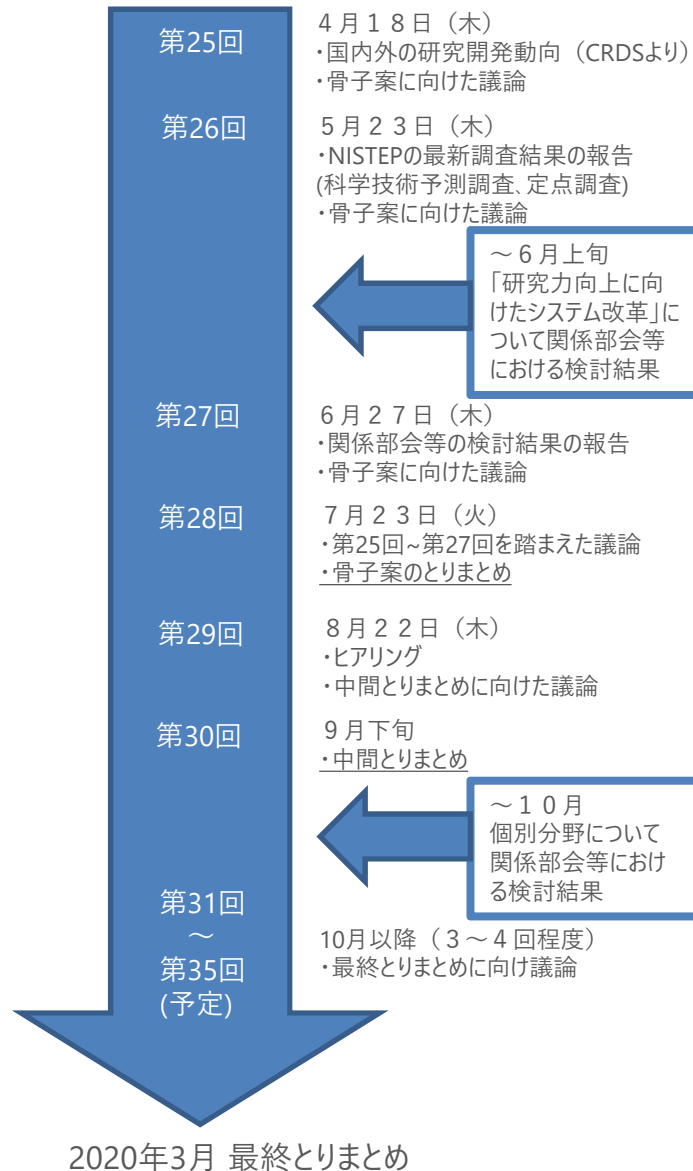 第25回
４月１８日（木）
・国内外の研究開発動向（CRDSより）
・骨子案に向けた議論
第26回
５月２３日（木）
・NISTEPの最新調査結果の報告
(科学技術予測調査、定点調査)
・骨子案に向けた議論
～６月上旬
「研究力向上に向
けたシステム改革」に
ついて関係部会等
における検討結果
第27回
６月２７日（木）
・関係部会等の検討結果の報告
・骨子案に向けた議論
第28回
７月２３日（火）
・第25回~第27回を踏まえた議論
・骨子案のとりまとめ
第29回
８月２２日（木）
・ヒアリング
・中間とりまとめに向けた議論
第30回
９月下旬
・中間とりまとめ
～１０月
個別分野について
関係部会等におけ
る検討結果
第31回
～
第35回
(予定)
10月以降（３～４回程度）
・最終とりまとめに向け議論
2020年3月 最終とりまとめ